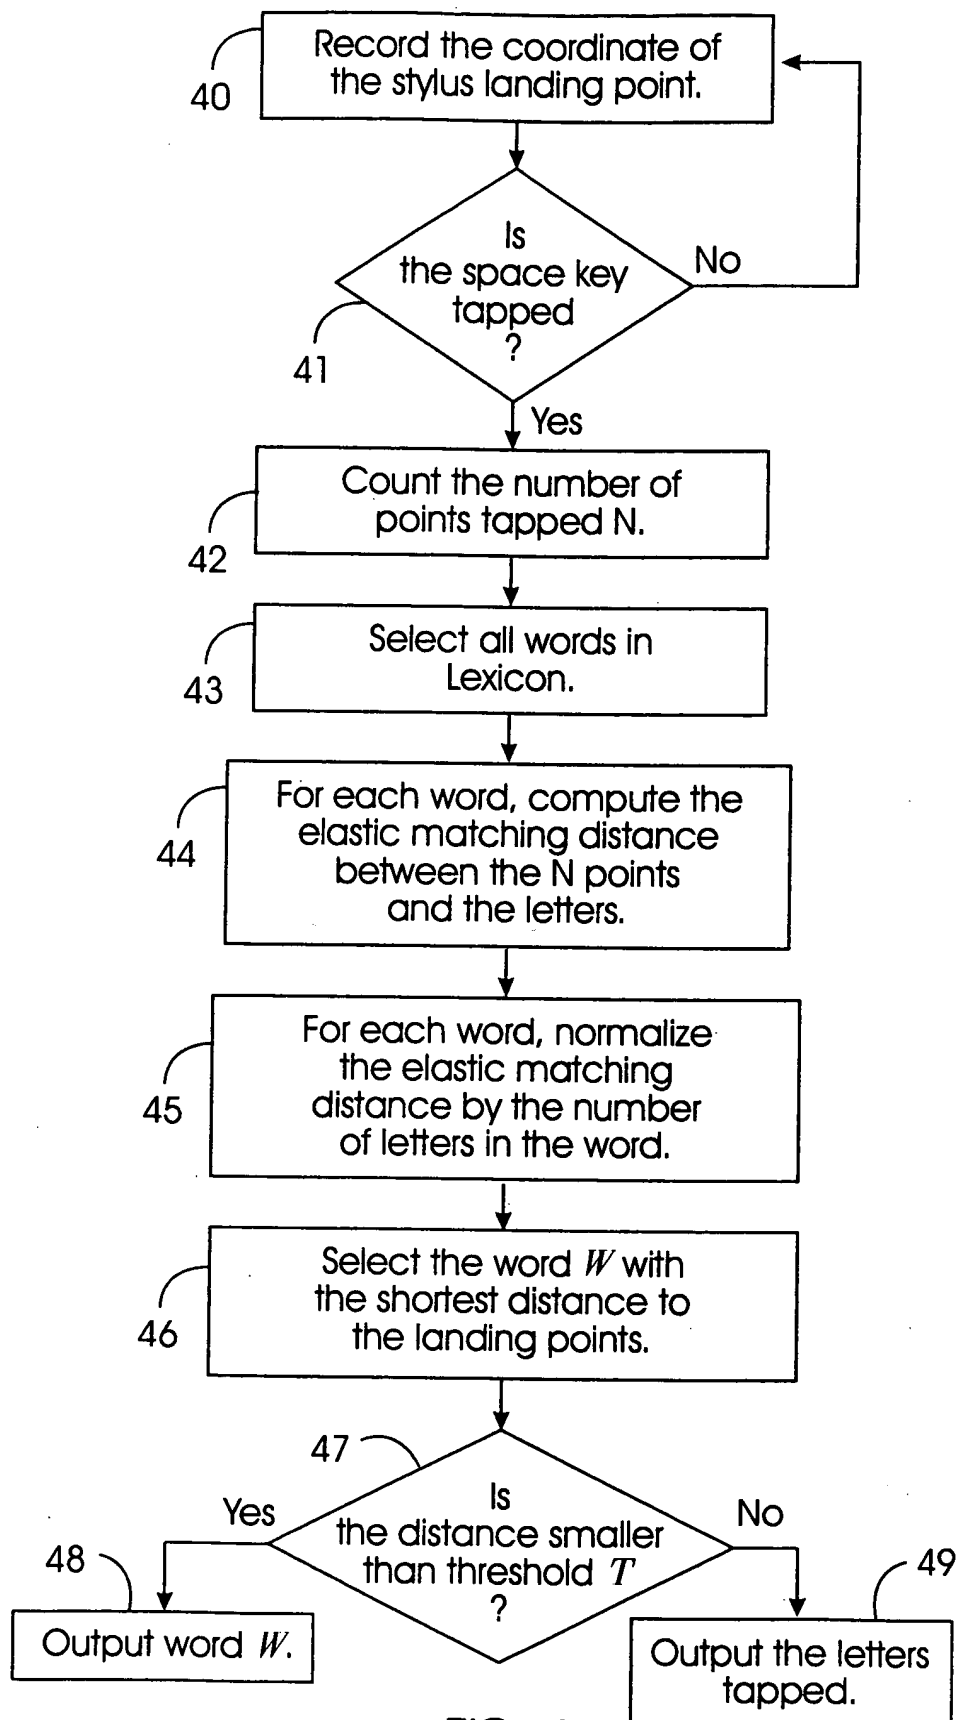 Record the coordinate of
the stylus landing point.
40
Is
the space key
tapped
?
No
41
Yes
Count the number of
points tapped N.
42
Select all words in
Lexicon.
43
For each word, compute the
elastic matching distance
between the N points
and the letters.
44
For each word, normalize
the elastic matching
distance by the number
of letters in the word.
45
Select the word W with
the shortest distance to
the landing points.
46
47
Is
the distance smaller
than threshold T
?
Yes
No
48
49
Output word W.
Output the letters
tapped.